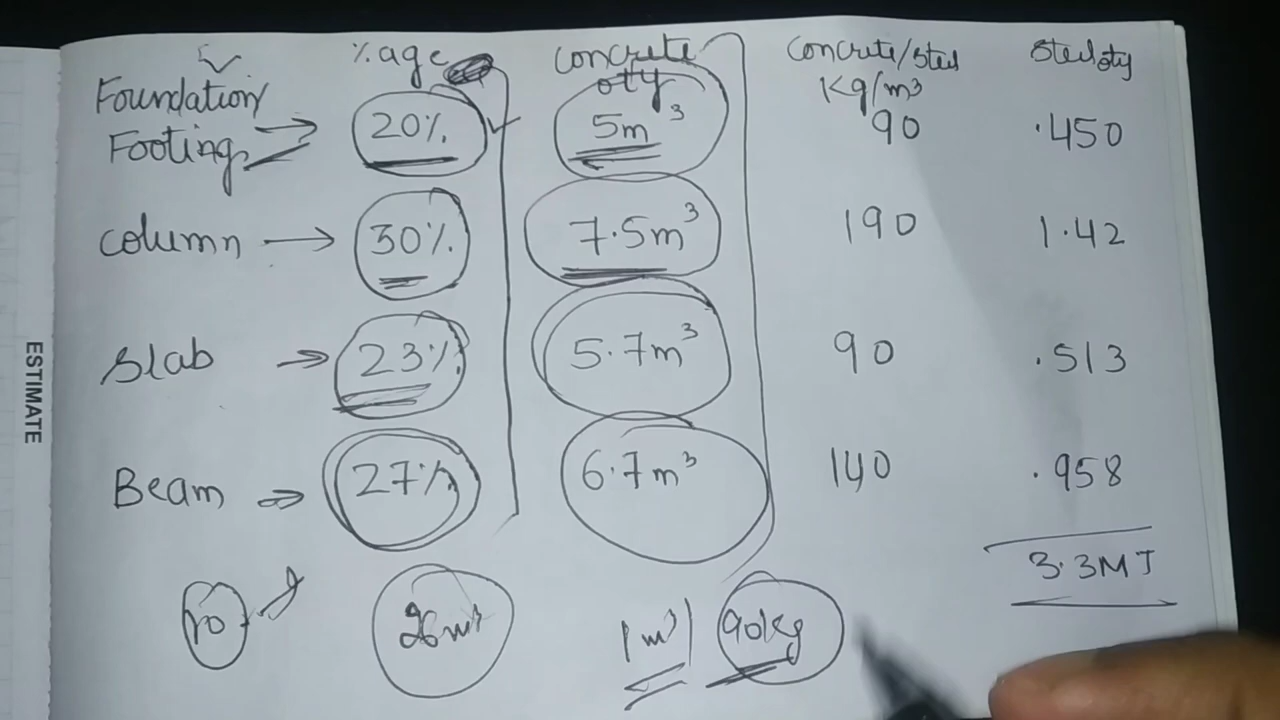 %age concrete Qty concrete/steel Kg/m³ Steel Qty
Foundation
Footing 20% 5m³ 90 .450
column → 30% 7.5m³ 190 1.42
slab → 23% 5.7m³ 90 .513
Beam → 27% 6.7m³ 140 .958
3.3MT
1m³ 90Kg
ESTIMATE